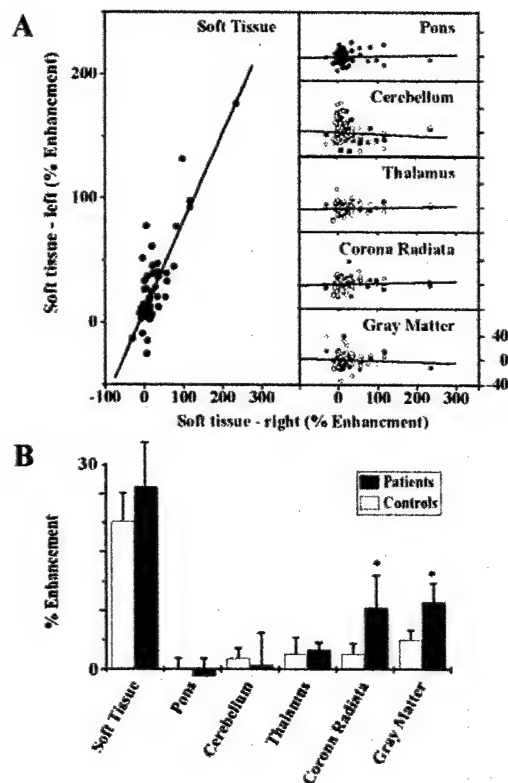 A
Soft Tissue
Soft tissue - left (% Enhancement)
200
100
0
-100 0 100 200 300
Pons
Cerebellum
Thalamus
Corona Radiata
Gray Matter
40
0
-40
0 100 200 300
Soft tissue - right (% Enhancment)
B
% Enhancement
30
0
Patients
Controls
*
*
Soft Tissue
Pons
Cerebellum
Thalamus
Corona Radiata
Gray Matter